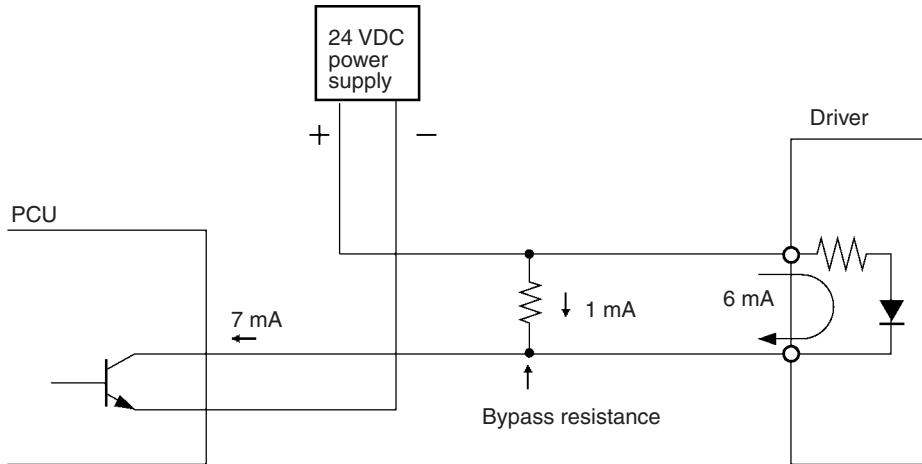 24 VDC
power
supply
+
−
Driver
PCU
7 mA
1 mA
6 mA
Bypass resistance